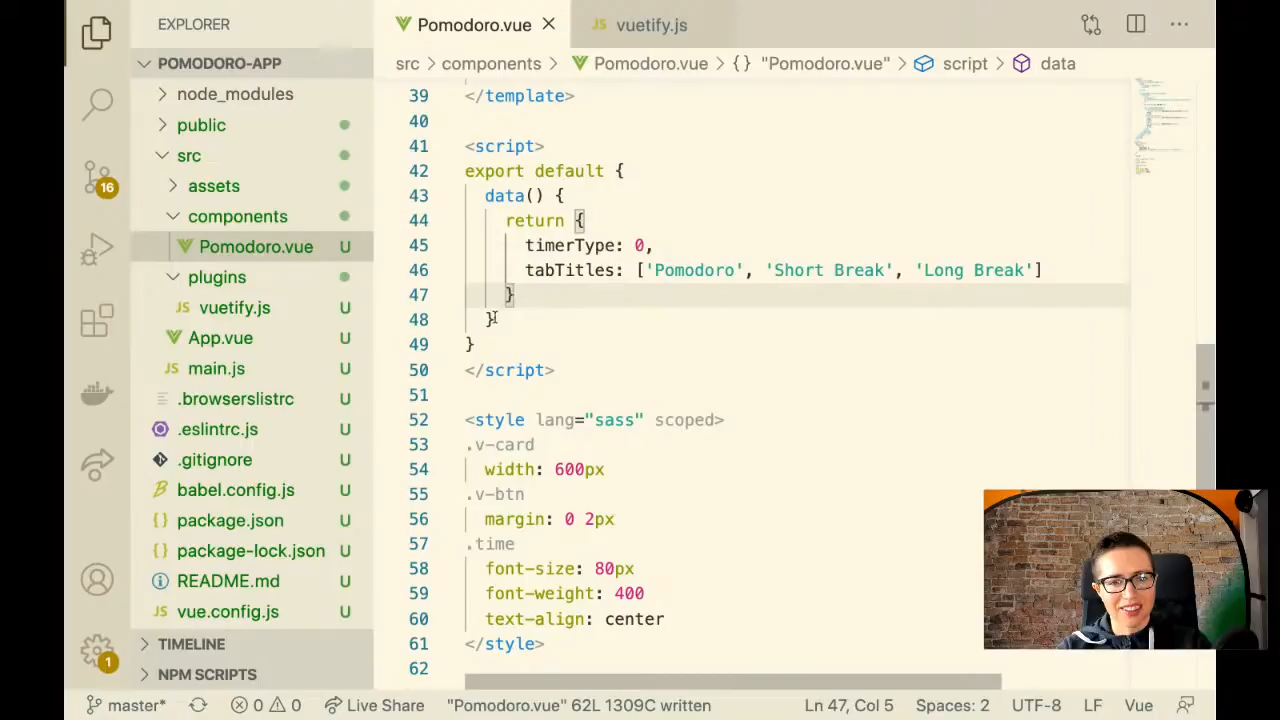 EXPLORER
POMODORO-APP
node_modules
public
src
assets
components
Pomodoro.vue U
plugins
JS vuetify.js U
App.vue U
JS main.js U
.browserslistrc U
.eslintrc.js U
.gitignore U
babel.config.js U
{} package.json U
{} package-lock.json U
README.md U
JS vue.config.js U
TIMELINE
NPM SCRIPTS
16
1
Pomodoro.vue
JS vuetify.js
src > components > Pomodoro.vue > {} "Pomodoro.vue" > script > data
39 </template>
40
41 <script>
42 export default {
43 data() {
44 return {
45 timerType: 0,
46 tabTitles: ['Pomodoro', 'Short Break', 'Long Break']
47 }
48 }
49 }
50 </script>
51
52 <style lang="sass" scoped>
53 .v-card
54 width: 600px
55 .v-btn
56 margin: 0 2px
57 .time
58 font-size: 80px
59 font-weight: 400
60 text-align: center
61 </style>
62
master* 0 0 Live Share "Pomodoro.vue" 62L 1309C written Ln 47, Col 5 Spaces: 2 UTF-8 LF Vue